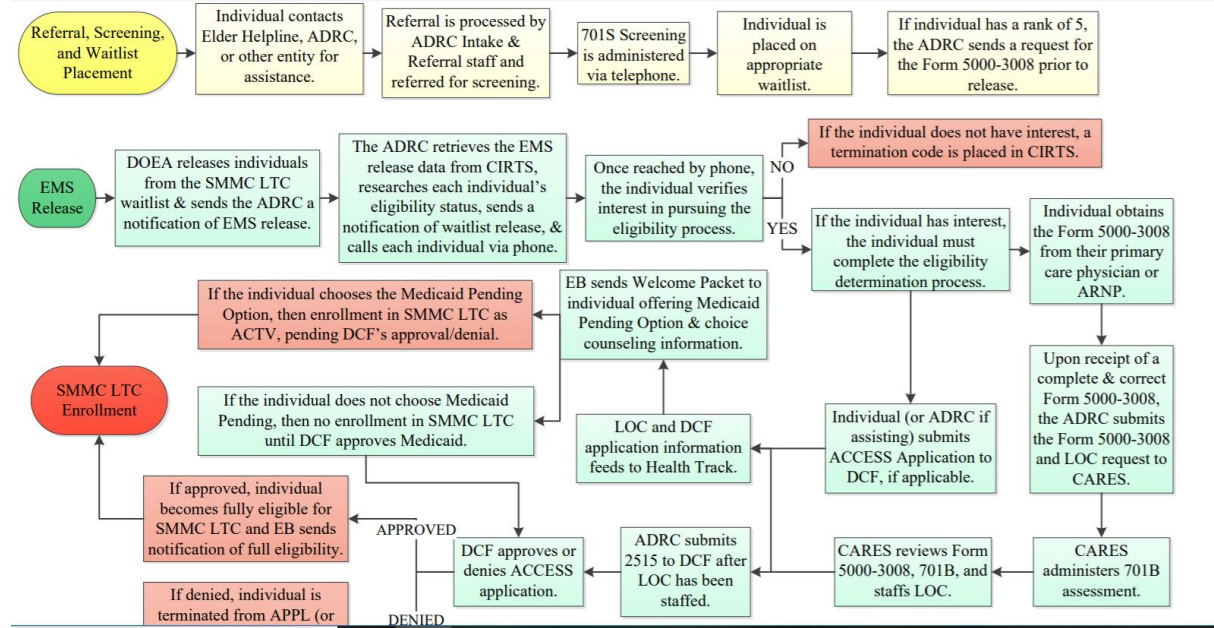 Referral, Screening,
and Waitlist
Placement
Individual contacts
Elder Helpline, ADRC,
or other entity for
assistance.
Referral is processed by
ADRC Intake &
Referral staff and
referred for screening.
701S Screening
is administered
via telephone.
Individual is
placed on
appropriate
waitlist.
If individual has a rank of 5,
the ADRC sends a request for
the Form 5000-3008 prior to
release.
EMS
Release
DOEA releases individuals
from the SMMC LTC
waitlist & sends the ADRC a
notification of EMS release.
The ADRC retrieves the EMS
release data from CIRTS,
researches each individual's
eligibility status, sends a
notification of waitlist release, &
calls each individual via phone.
Once reached by phone,
the individual verifies
interest in pursuing the
eligibility process.
NO
If the individual does not have interest, a
termination code is placed in CIRTS.
YES
If the individual has interest,
the individual must
complete the eligibility
determination process.
Individual obtains
the Form 5000-3008
from their primary
care physician or
ARNP.
If the individual chooses the Medicaid Pending
Option, then enrollment in SMMC LTC as
ACTV, pending DCF's approval/denial.
EB sends Welcome Packet to
individual offering Medicaid
Pending Option & choice
counseling information.
Upon receipt of a
complete & correct
Form 5000-3008,
the ADRC submits
the Form 5000-3008
and LOC request to
CARES.
SMMC LTC
Enrollment
If the individual does not choose Medicaid
Pending, then no enrollment in SMMC LTC
until DCF approves Medicaid.
LOC and DCF
application information
feeds to Health Track.
Individual (or ADRC if
assisting) submits
ACCESS Application to
DCF, if applicable.
If approved, individual
becomes fully eligible for
SMMC LTC and EB sends
notification of full eligibility.
APPROVED
DCF approves or
denies ACCESS
application.
ADRC submits
2515 to DCF after
LOC has been
staffed.
CARES reviews Form
5000-3008, 701B, and
staffs LOC.
CARES
administers 701B
assessment.
If denied, individual is
terminated from APPL (or
DENIED